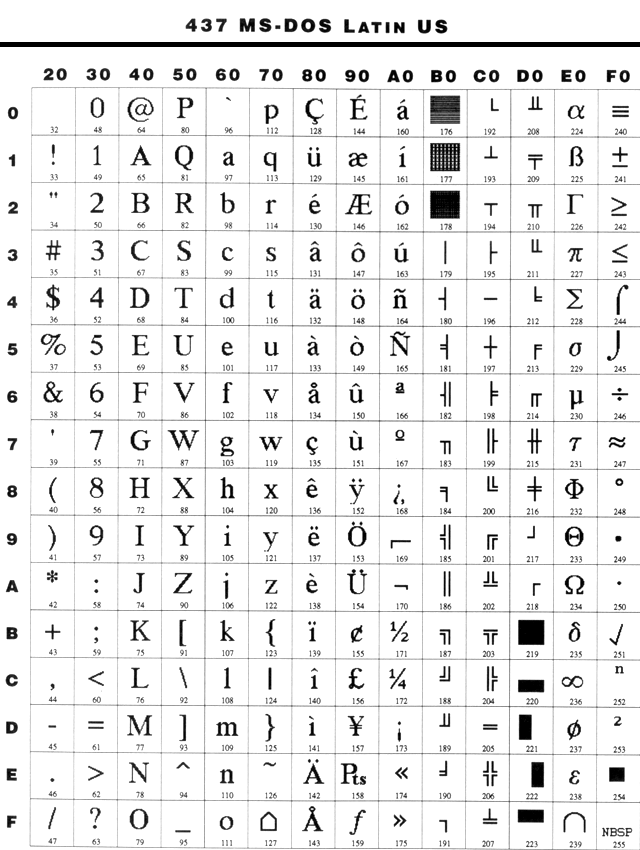 437 MS-DOS LATIN US
20 30 40 50 60 70 80 90 A0 B0 C0 D0 E0 F0
0 0 @ P ` p Ç É á ░ └ ╨ α ≡
32 48 64 80 96 112 128 144 160 176 192 208 224 240
1 ! 1 A Q a q ü æ í ▒ ┴ ╤ ß ±
33 49 65 81 97 113 129 145 161 177 193 209 225 241
2 " 2 B R b r é Æ ó ▓ ┬ ╥ Γ ≥
34 50 66 82 98 114 130 146 162 178 194 210 226 242
3 # 3 C S c s â ô ú │ ├ ╙ π ≤
35 51 67 83 99 115 131 147 163 179 195 211 227 243
4 $ 4 D T d t ä ö ñ ┤ ─ ╘ Σ ⌠
36 52 68 84 100 116 132 148 164 180 196 212 228 244
5 % 5 E U e u à ò Ñ ╡ ┼ ╒ σ ⌡
37 53 69 85 101 117 133 149 165 181 197 213 229 245
6 & 6 F V f v å û ª ╢ ╞ ╓ µ ÷
38 54 70 86 102 118 134 150 166 182 198 214 230 246
7 ' 7 G W g w ç ù º ╖ ╟ ╫ τ ≈
39 55 71 87 103 119 135 151 167 183 199 215 231 247
8 ( 8 H X h x ê ÿ ¿ ╕ ╚ ╪ Φ °
40 56 72 88 104 120 136 152 168 184 200 216 232 248
9 ) 9 I Y i y ë Ö ⌐ ╣ ╔ ┘ Θ •
41 57 73 89 105 121 137 153 169 185 201 217 233 249
A * : J Z j z è Ü ¬ ║ ╩ ┌ Ω ·
42 58 74 90 106 122 138 154 170 186 202 218 234 250
B + ; K [ k { ï ¢ ½ ╗ ╦ █ δ √
43 59 75 91 107 123 139 155 171 187 203 219 235 251
C , < L \ l | î £ ¼ ╝ ╠ ▄ ∞ ⁿ
44 60 76 92 108 124 140 156 172 188 204 220 236 252
D - = M ] m } ì ¥ ¡ ╜ ═ ▌ ø ²
45 61 77 93 109 125 141 157 173 189 205 221 237 253
E . > N ^ n ~ Ä ₧ « ╛ ╬ ▐ ε ■
46 62 78 94 110 126 142 158 174 190 206 222 238 254
F / ? O _ o ⌂ Å ƒ » ┐ ╧ ▀ ∩ NBSP
47 63 79 95 111 127 143 159 175 191 207 223 239 255